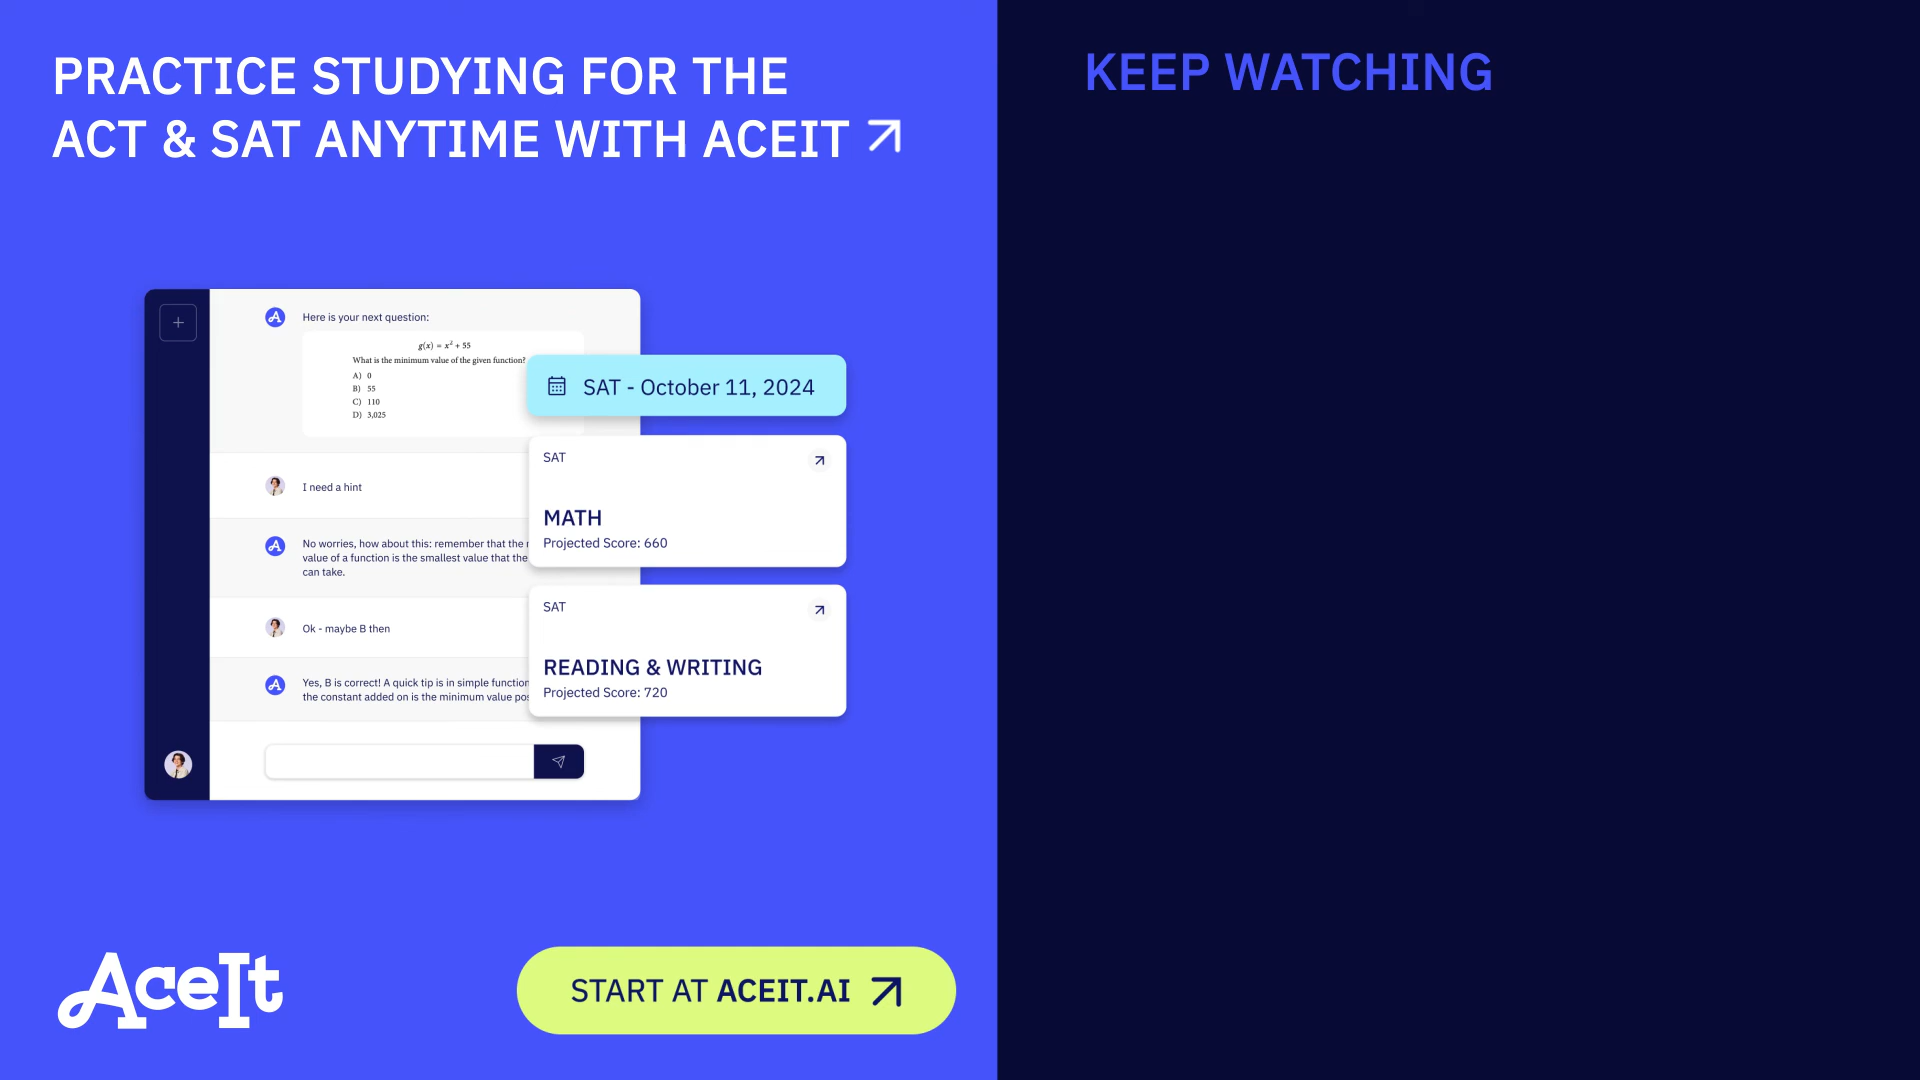 PRACTICE STUDYING FOR THE
ACT & SAT ANYTIME WITH ACEIT
KEEP WATCHING
Here is your next question:
g(x) = x² + 55
What is the minimum value of the given function?
A) 0
B) 55
C) 110
D) 3,025
I need a hint
No worries, how about this: remember that the
value of a function is the smallest value that the
can take.
Ok - maybe B then
Yes, B is correct! A quick tip is in simple function
the constant added on is the minimum value pos
SAT - October 11, 2024
SAT
MATH
Projected Score: 660
SAT
READING & WRITING
Projected Score: 720
AceIt
START AT ACEIT.AI